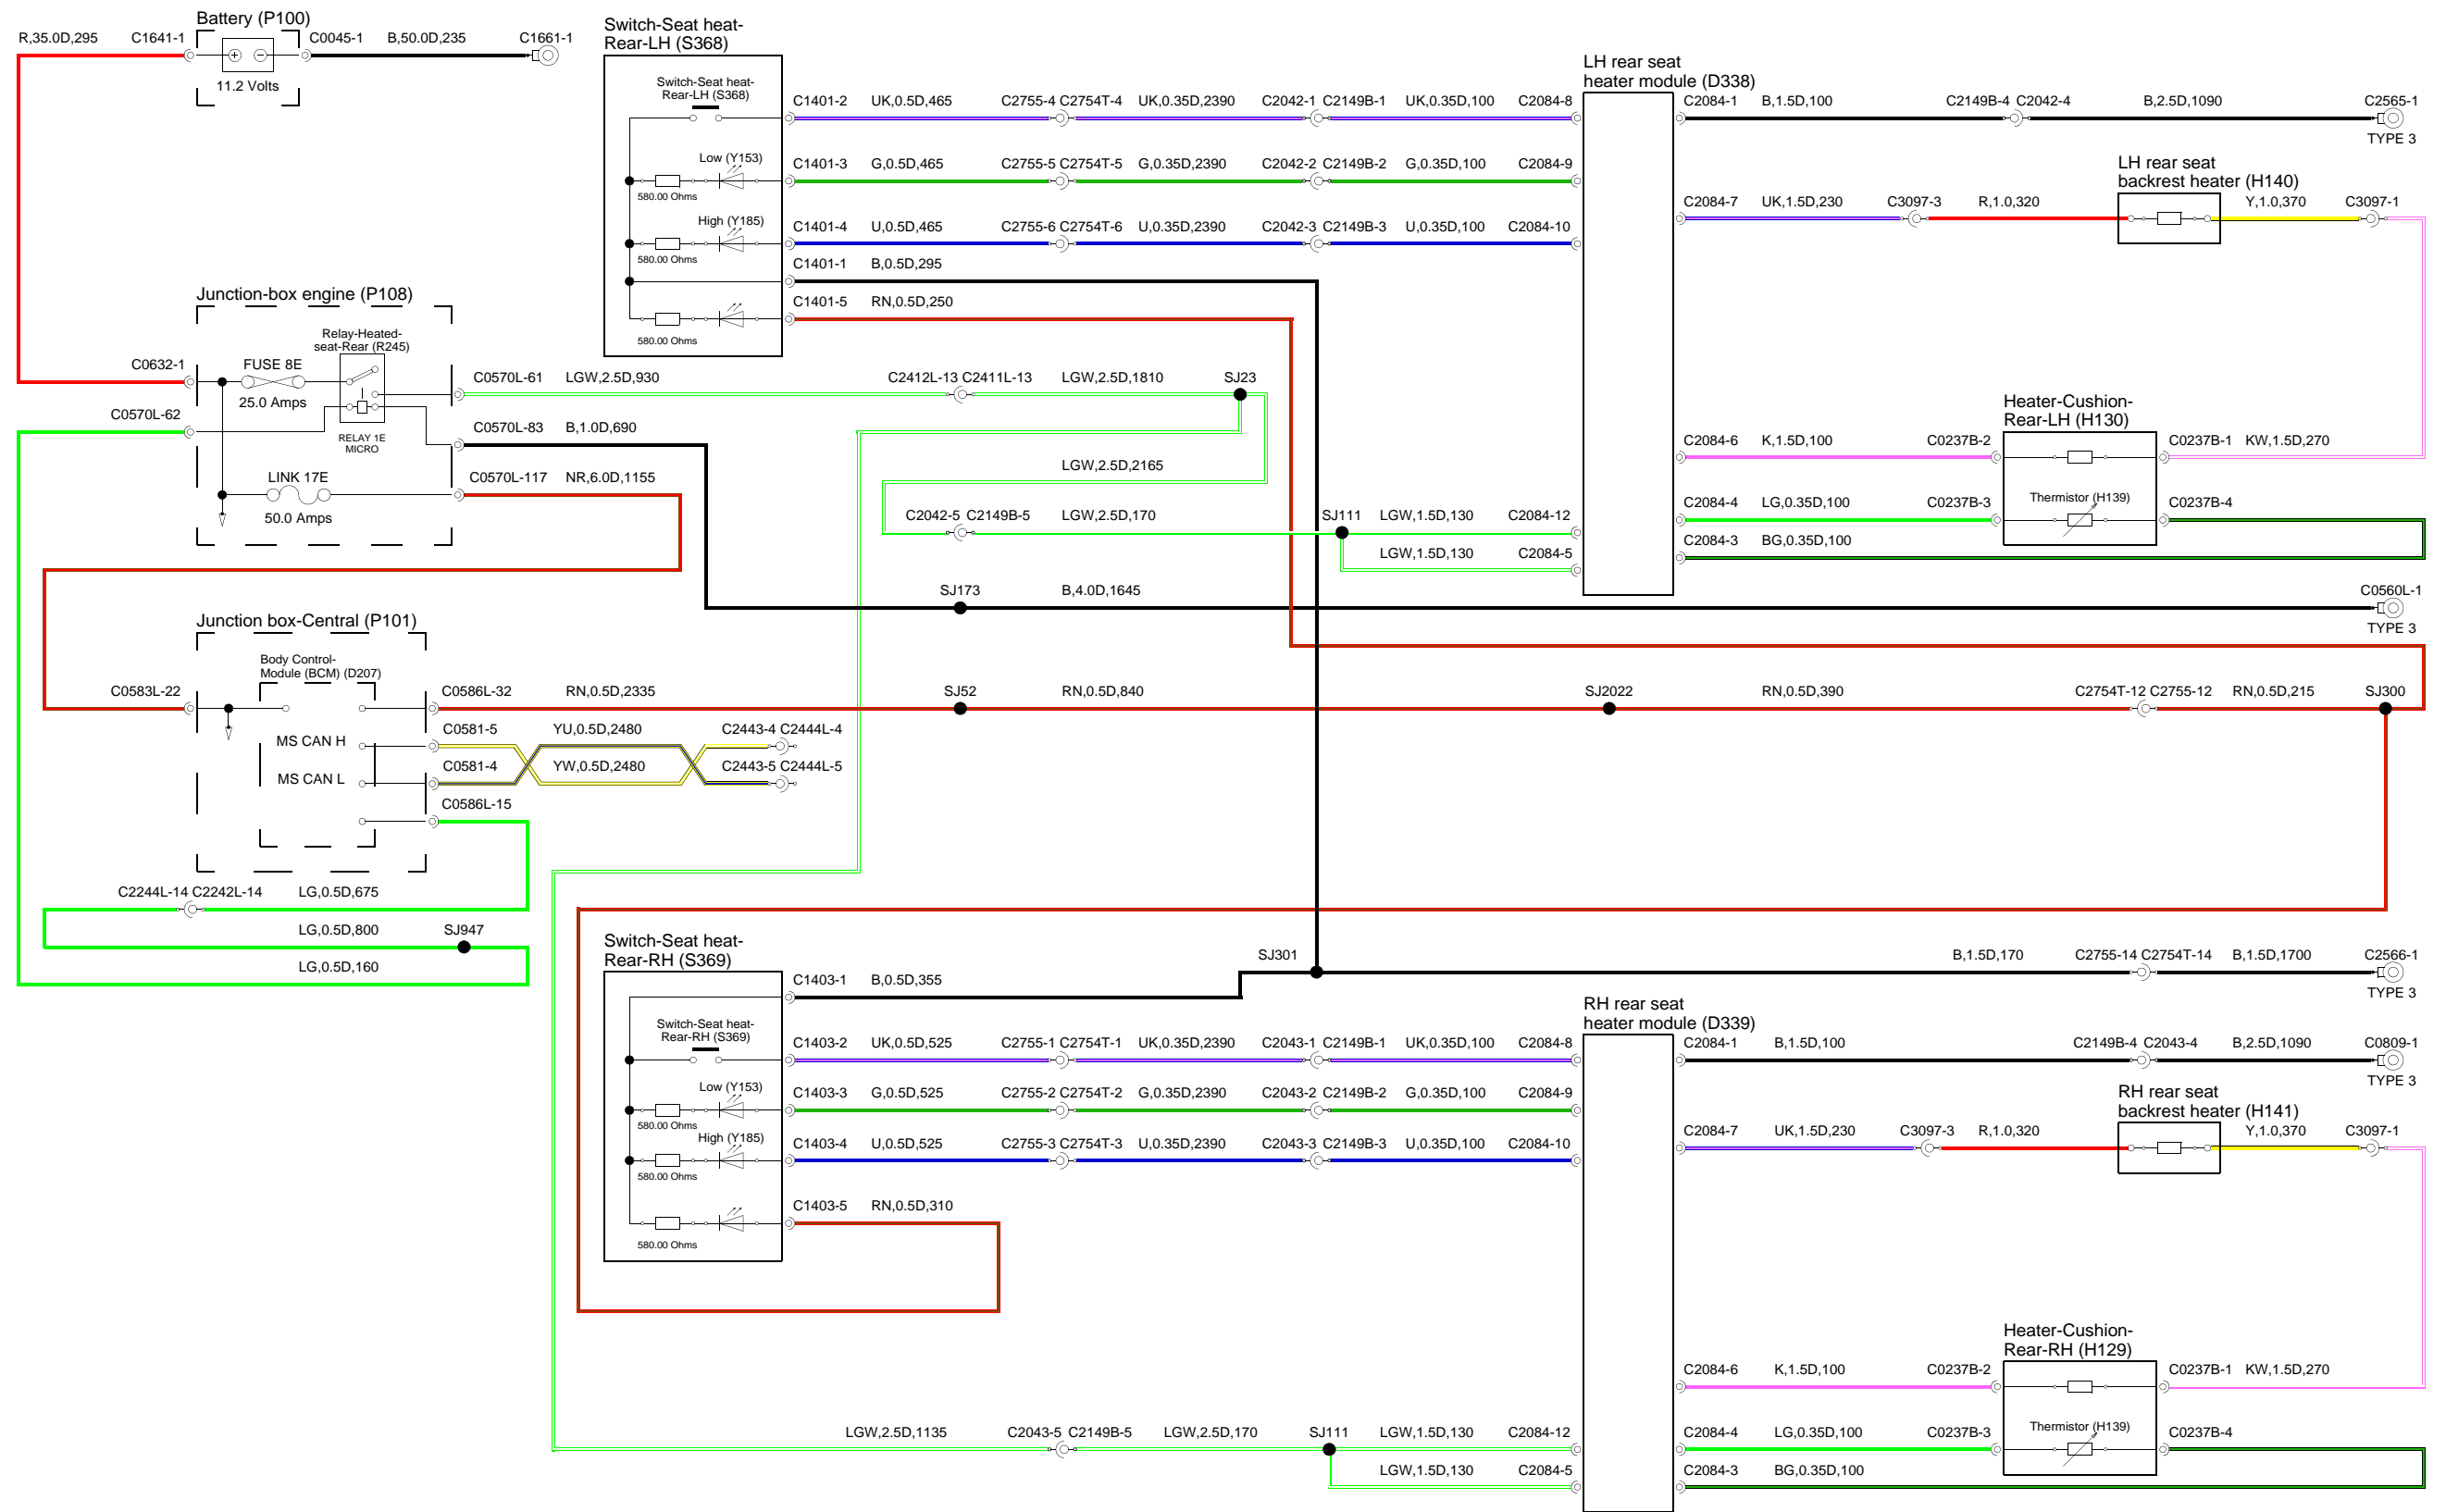 Battery (P100)
R,35.0D,295
C1641-1
C0045-1
B,50.0D,235
C1661-1
11.2 Volts
Switch-Seat heat-
Rear-LH (S368)
Switch-Seat heat-
Rear-LH (S368)
C1401-2
UK,0.5D,465
C2755-4 C2754T-4
UK,0.35D,2390
C2042-1 C2149B-1
UK,0.35D,100
C2084-8
Low (Y153)
580.00 Ohms
C1401-3
G,0.5D,465
C2755-5 C2754T-5
G,0.35D,2390
C2042-2 C2149B-2
G,0.35D,100
C2084-9
High (Y185)
580.00 Ohms
C1401-4
U,0.5D,465
C2755-6 C2754T-6
U,0.35D,2390
C2042-3 C2149B-3
U,0.35D,100
C2084-10
C1401-1
B,0.5D,295
C1401-5
RN,0.5D,250
580.00 Ohms
LH rear seat
heater module (D338)
C2084-1
B,1.5D,100
C2149B-4 C2042-4
B,2.5D,1090
C2565-1
TYPE 3
LH rear seat
backrest heater (H140)
C2084-7
UK,1.5D,230
C3097-3
R,1.0,320
Y,1.0,370
C3097-1
Junction-box engine (P108)
Relay-Heated-
seat-Rear (R245)
C0632-1
FUSE 8E
25.0 Amps
C0570L-62
RELAY 1E
MICRO
LINK 17E
50.0 Amps
C0570L-61
LGW,2.5D,930
C2412L-13 C2411L-13
LGW,2.5D,1810
SJ23
C0570L-83
B,1.0D,690
C0570L-117
NR,6.0D,1155
LGW,2.5D,2165
C2042-5 C2149B-5
LGW,2.5D,170
SJ111
LGW,1.5D,130
C2084-12
LGW,1.5D,130
C2084-5
Heater-Cushion-
Rear-LH (H130)
C2084-6
K,1.5D,100
C0237B-2
C0237B-1
KW,1.5D,270
C2084-4
LG,0.35D,100
C0237B-3
Thermistor (H139)
C0237B-4
C2084-3
BG,0.35D,100
SJ173
B,4.0D,1645
C0560L-1
TYPE 3
Junction box-Central (P101)
Body Control-
Module (BCM) (D207)
C0583L-22
C0586L-32
RN,0.5D,2335
SJ52
RN,0.5D,840
SJ2022
RN,0.5D,390
C2754T-12 C2755-12
RN,0.5D,215
SJ300
MS CAN H
C0581-5
YU,0.5D,2480
C2443-4 C2444L-4
MS CAN L
C0581-4
YW,0.5D,2480
C2443-5 C2444L-5
C0586L-15
C2244L-14 C2242L-14
LG,0.5D,675
LG,0.5D,800
SJ947
LG,0.5D,160
Switch-Seat heat-
Rear-RH (S369)
C1403-1
B,0.5D,355
SJ301
B,1.5D,170
C2755-14 C2754T-14
B,1.5D,1700
C2566-1
TYPE 3
Switch-Seat heat-
Rear-RH (S369)
C1403-2
UK,0.5D,525
C2755-1 C2754T-1
UK,0.35D,2390
C2043-1 C2149B-1
UK,0.35D,100
C2084-8
Low (Y153)
580.00 Ohms
C1403-3
G,0.5D,525
C2755-2 C2754T-2
G,0.35D,2390
C2043-2 C2149B-2
G,0.35D,100
C2084-9
High (Y185)
580.00 Ohms
C1403-4
U,0.5D,525
C2755-3 C2754T-3
U,0.35D,2390
C2043-3 C2149B-3
U,0.35D,100
C2084-10
C1403-5
RN,0.5D,310
580.00 Ohms
RH rear seat
heater module (D339)
C2084-1
B,1.5D,100
C2149B-4 C2043-4
B,2.5D,1090
C0809-1
TYPE 3
RH rear seat
backrest heater (H141)
C2084-7
UK,1.5D,230
C3097-3
R,1.0,320
Y,1.0,370
C3097-1
Heater-Cushion-
Rear-RH (H129)
C2084-6
K,1.5D,100
C0237B-2
C0237B-1
KW,1.5D,270
LGW,2.5D,1135
C2043-5 C2149B-5
LGW,2.5D,170
SJ111
LGW,1.5D,130
C2084-12
C2084-4
LG,0.35D,100
C0237B-3
Thermistor (H139)
C0237B-4
LGW,1.5D,130
C2084-5
C2084-3
BG,0.35D,100